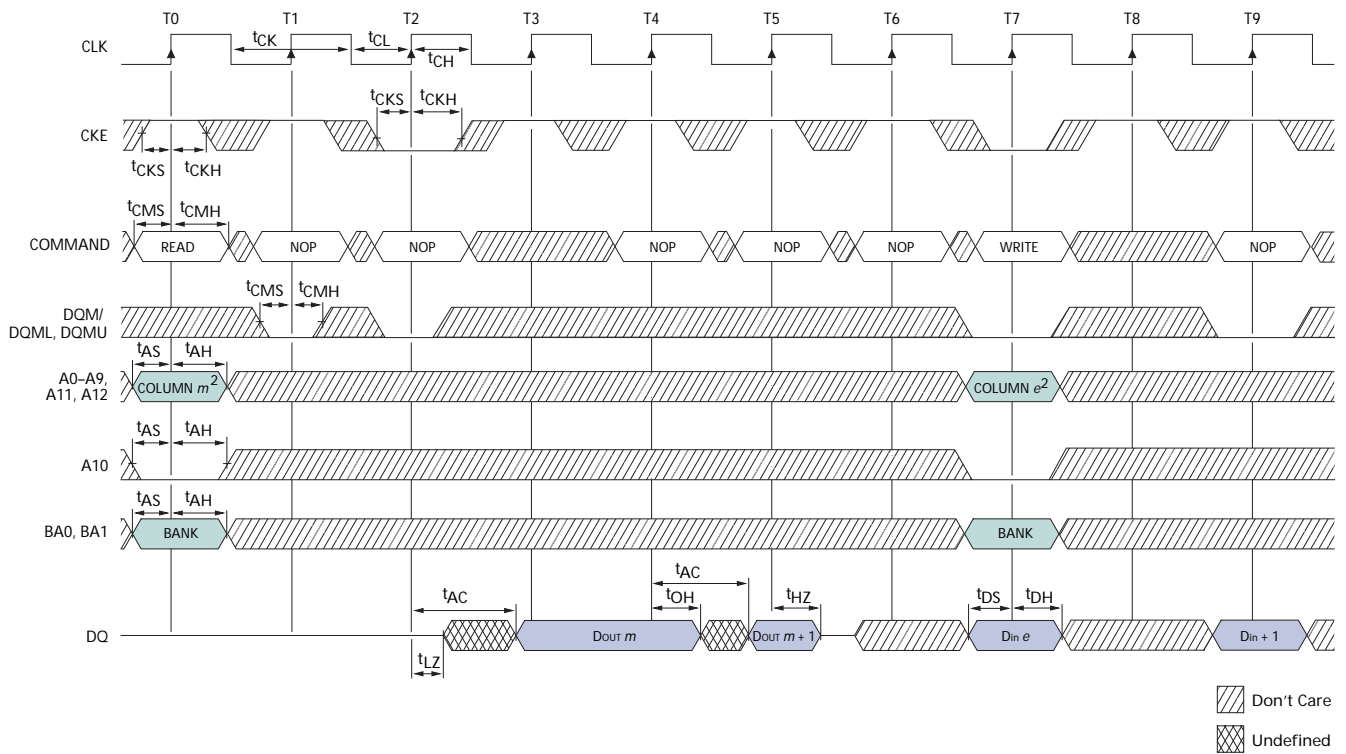 T0 T1 T2 T3 T4 T5 T6 T7 T8 T9
CLK
tCK tCL
tCH
tCKS tCKH
CKE
tCKS tCKH
tCMS tCMH
COMMAND READ NOP NOP NOP NOP NOP WRITE NOP
tCMS tCMH
DQM/
DQML, DQMU
tAS tAH
A0–A9,
A11, A12
COLUMN m2 COLUMN e2
tAS tAH
A10
tAS tAH
BA0, BA1 BANK BANK
tAC
tAC tOH tHZ tDS tDH
DQ DOUT m DOUT m + 1 Din e Din + 1
tLZ
Don't Care
Undefined